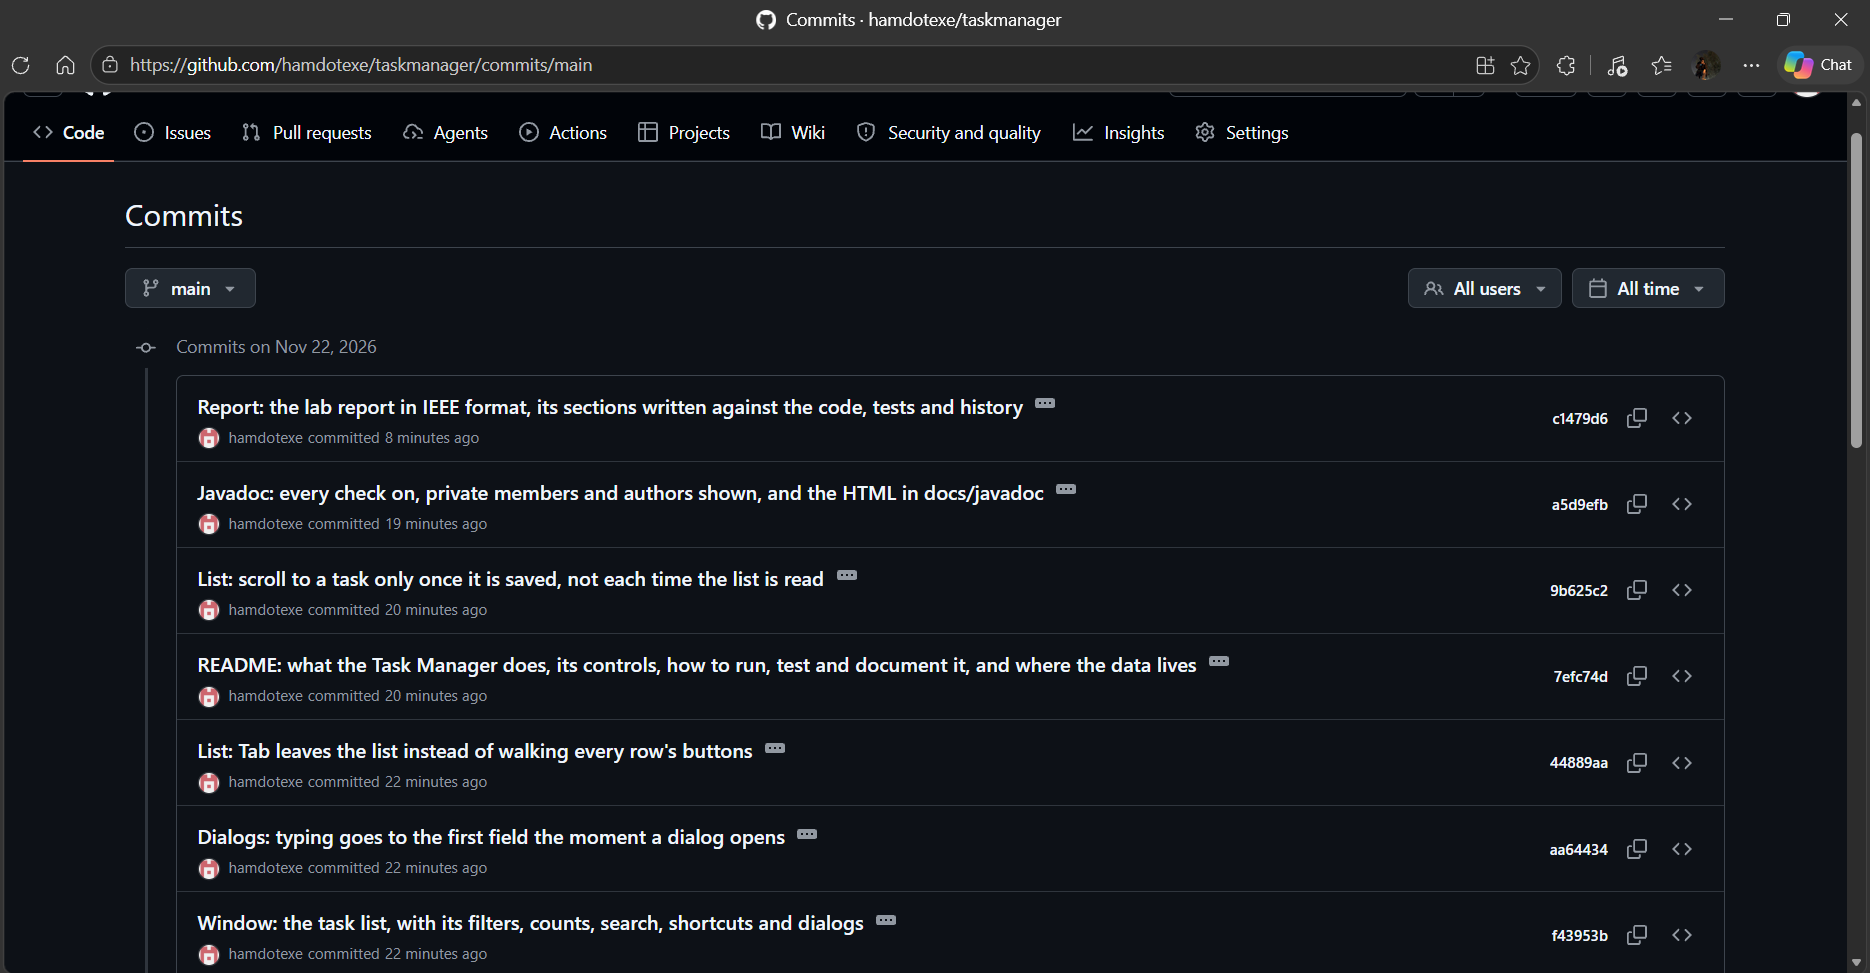 Commits · hamdotexe/taskmanager
https://github.com/hamdotexe/taskmanager/commits/main
Chat
Code Issues Pull requests Agents Actions Projects Wiki Security and quality Insights Settings
Commits
main All users All time
Commits on Nov 22, 2026
Report: the lab report in IEEE format, its sections written against the code, tests and history
hamdotexe committed 8 minutes ago
c1479d6
Javadoc: every check on, private members and authors shown, and the HTML in docs/javadoc
hamdotexe committed 19 minutes ago
a5d9efb
List: scroll to a task only once it is saved, not each time the list is read
hamdotexe committed 20 minutes ago
9b625c2
README: what the Task Manager does, its controls, how to run, test and document it, and where the data lives
hamdotexe committed 20 minutes ago
7efc74d
List: Tab leaves the list instead of walking every row's buttons
hamdotexe committed 22 minutes ago
44889aa
Dialogs: typing goes to the first field the moment a dialog opens
hamdotexe committed 22 minutes ago
aa64434
Window: the task list, with its filters, counts, search, shortcuts and dialogs
hamdotexe committed 22 minutes ago
f43953b